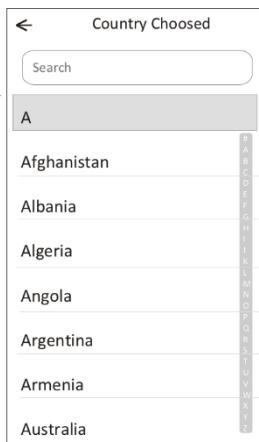 Country Choosed
Search
A
Afghanistan
Albania
Algeria
Angola
Argentina
Armenia
Australia
#
A
B
C
D
E
F
G
H
I
J
K
L
M
N
O
P
Q
R
S
T
U
V
W
X
Y
Z